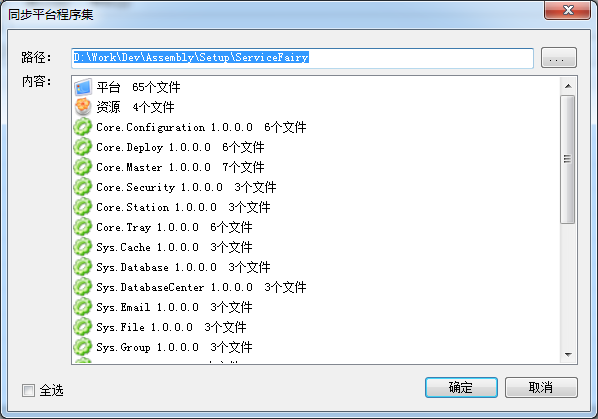 同步平台程序集
路径：
D:\Work\Dev\Assembly\Setup\ServiceFairy
...
内容：
平台 65个文件
资源 4个文件
Core.Configuration 1.0.0.0 6个文件
Core.Deploy 1.0.0.0 6个文件
Core.Master 1.0.0.0 7个文件
Core.Security 1.0.0.0 3个文件
Core.Station 1.0.0.0 3个文件
Core.Tray 1.0.0.0 6个文件
Sys.Cache 1.0.0.0 3个文件
Sys.Database 1.0.0.0 3个文件
Sys.DatabaseCenter 1.0.0.0 3个文件
Sys.Email 1.0.0.0 3个文件
Sys.File 1.0.0.0 3个文件
Sys.Group 1.0.0.0 3个文件
全选
确定
取消